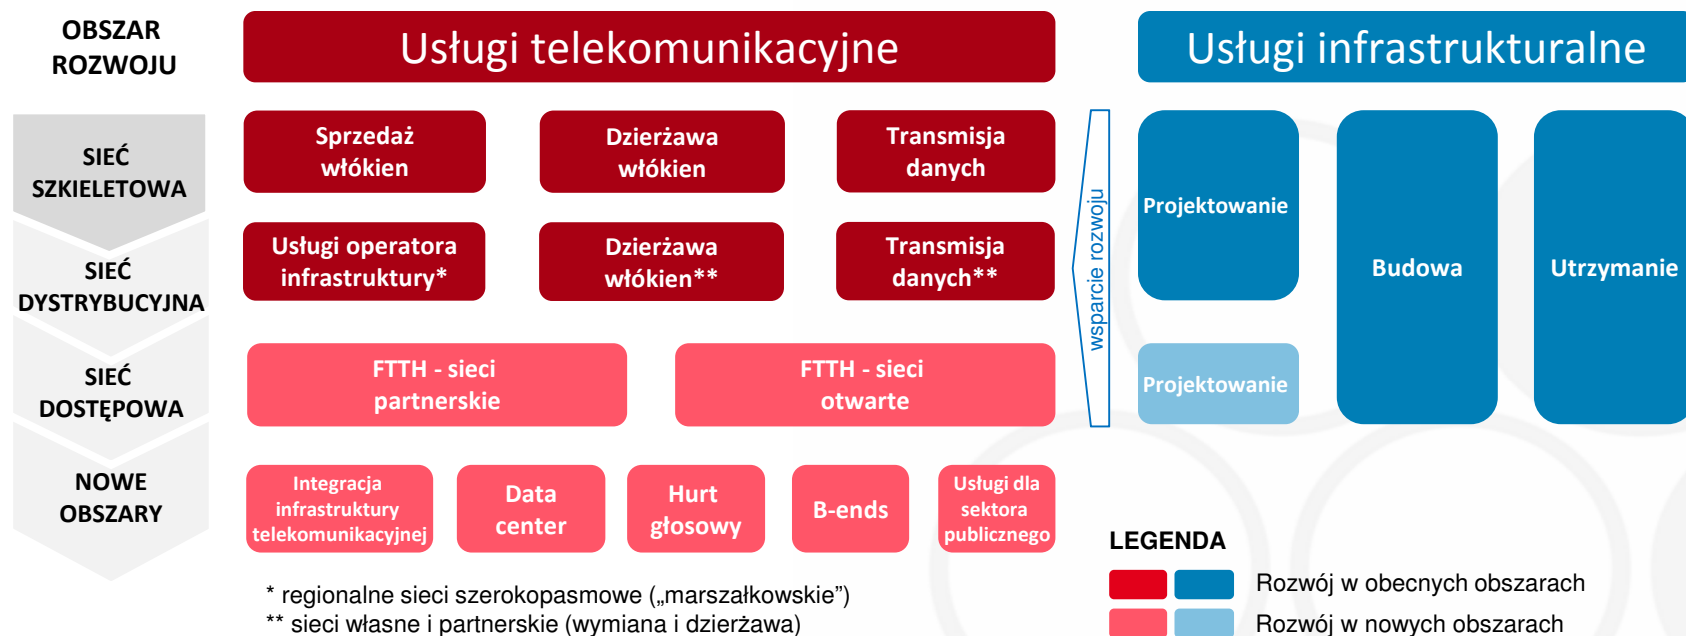 OBSZAR
ROZWOJU
Usługi telekomunikacyjne
Usługi infrastrukturalne
SIEĆ
SZKIELETOWA
Sprzedaż
włókien
Dzierżawa
włókien
Transmisja
danych
SIEĆ
DYSTRYBUCYJNA
Usługi operatora
infrastruktury*
Dzierżawa
włókien**
Transmisja
danych**
SIEĆ
DOSTĘPOWA
FTTH - sieci
partnerskie
FTTH - sieci
otwarte
NOWE
OBSZARY
Integracja
infrastruktury
telekomunikacyjnej
Data
center
Hurt
głosowy
B-ends
Usługi dla
sektora
publicznego
wsparcie rozwoju
Projektowanie
Projektowanie
Budowa
Utrzymanie
* regionalne sieci szerokopasmowe („marszałkowskie”)
** sieci własne i partnerskie (wymiana i dzierżawa)
LEGENDA
Rozwój w obecnych obszarach
Rozwój w nowych obszarach